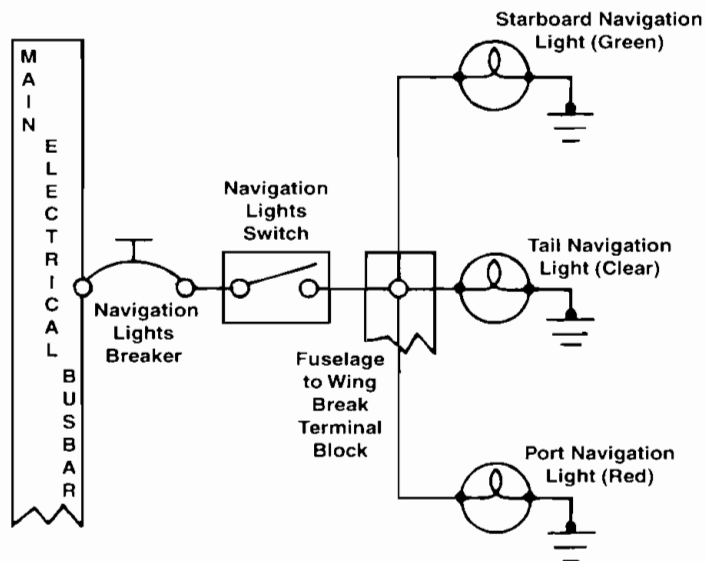 MAIN
ELECTRICAL
BUSBAR
Starboard Navigation
Light (Green)
Navigation
Lights
Switch
Tail Navigation
Light (Clear)
Navigation
Lights
Breaker
Fuselage
to Wing
Break
Terminal
Block
Port Navigation
Light (Red)